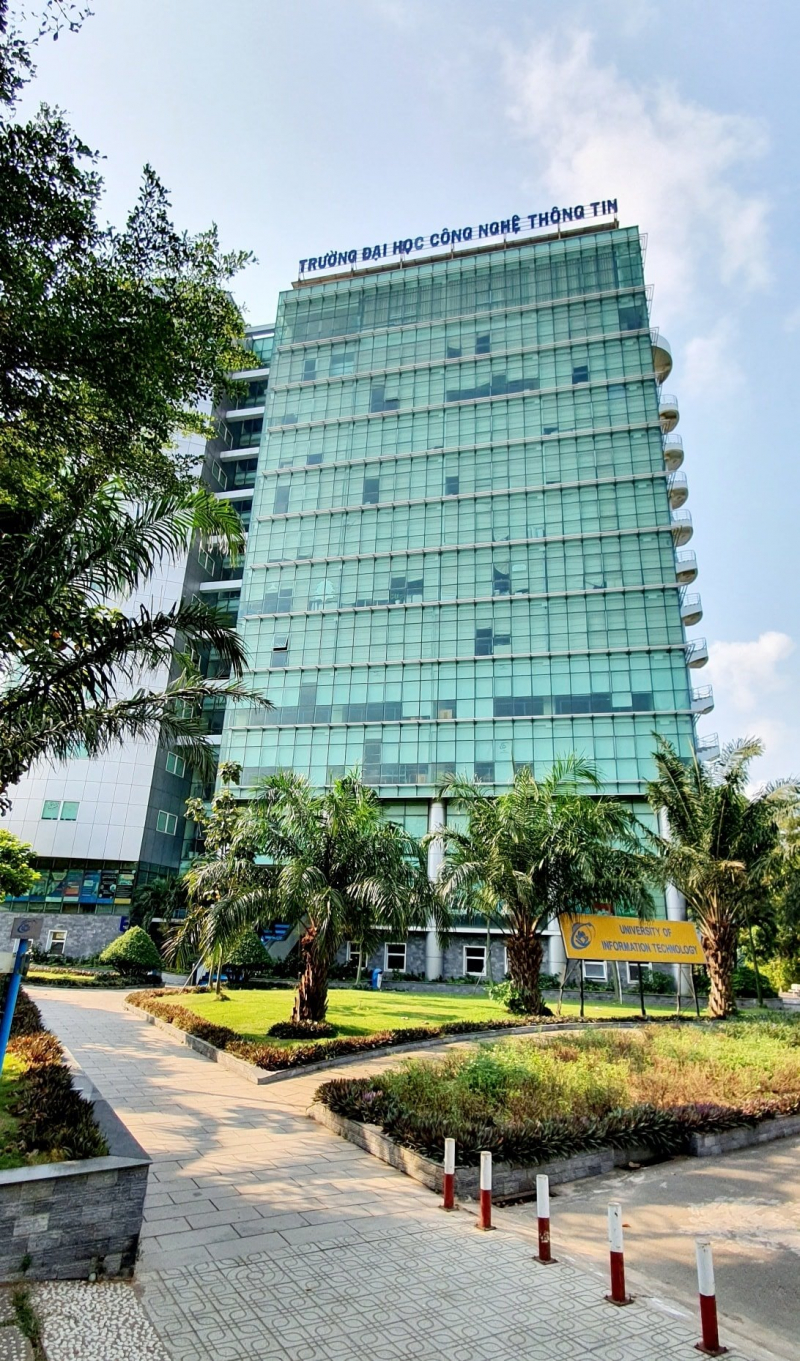 TRƯỜNG ĐẠI HỌC CÔNG NGHỆ THÔNG TIN
UNIVERSITY OF
INFORMATION TECHNOLOGY